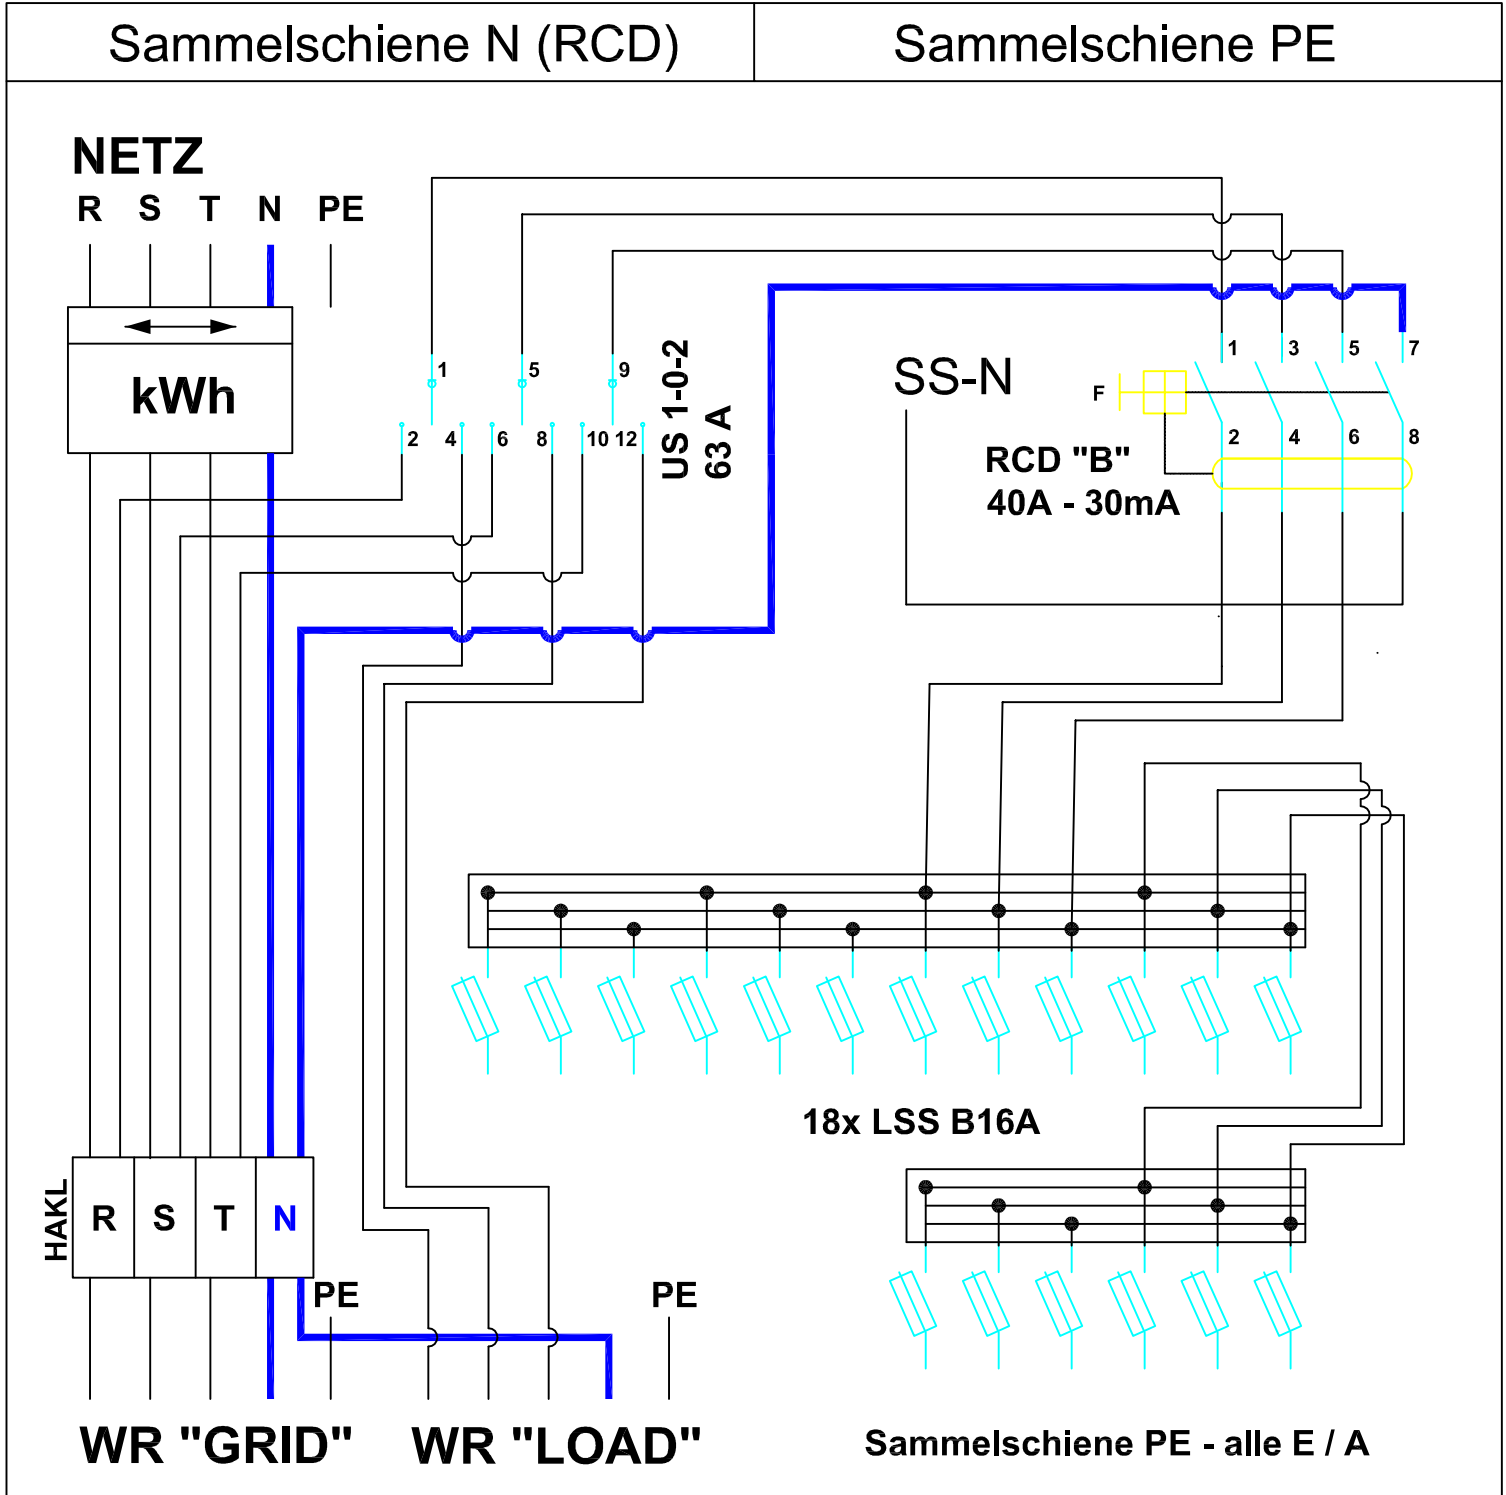 Sammelschiene N (RCD)
Sammelschiene PE
NETZ
R S T N PE
kWh
1 5 9
2 4 6 8 10 12
US 1-0-2
63 A
SS-N
1 3 5 7
F
2 4 6 8
RCD "B"
40A - 30mA
18x LSS B16A
HAKL
R S T N
PE
PE
WR "GRID"
WR "LOAD"
Sammelschiene PE - alle E / A